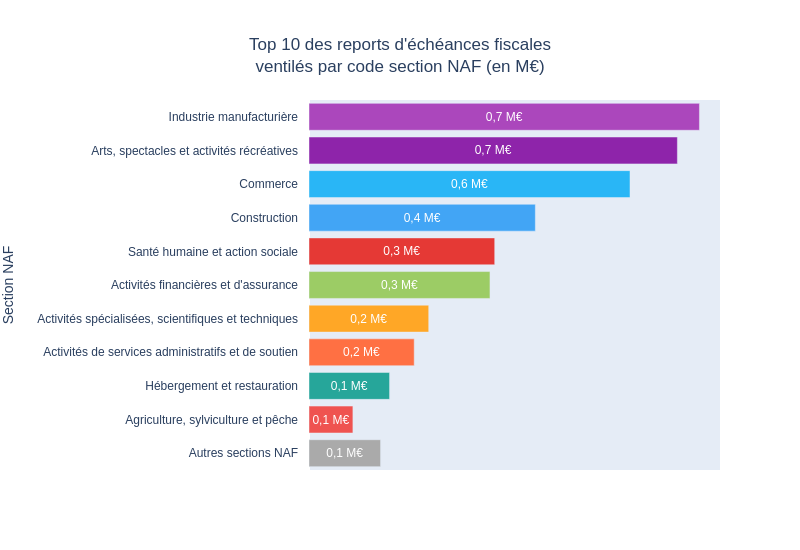 Top 10 des reports d'échéances fiscales
ventilés par code section NAF (en M€)
Section NAF
Industrie manufacturière 0,7 M€
Arts, spectacles et activités récréatives 0,7 M€
Commerce 0,6 M€
Construction 0,4 M€
Santé humaine et action sociale 0,3 M€
Activités financières et d'assurance 0,3 M€
Activités spécialisées, scientifiques et techniques 0,2 M€
Activités de services administratifs et de soutien 0,2 M€
Hébergement et restauration 0,1 M€
Agriculture, sylviculture et pêche 0,1 M€
Autres sections NAF 0,1 M€